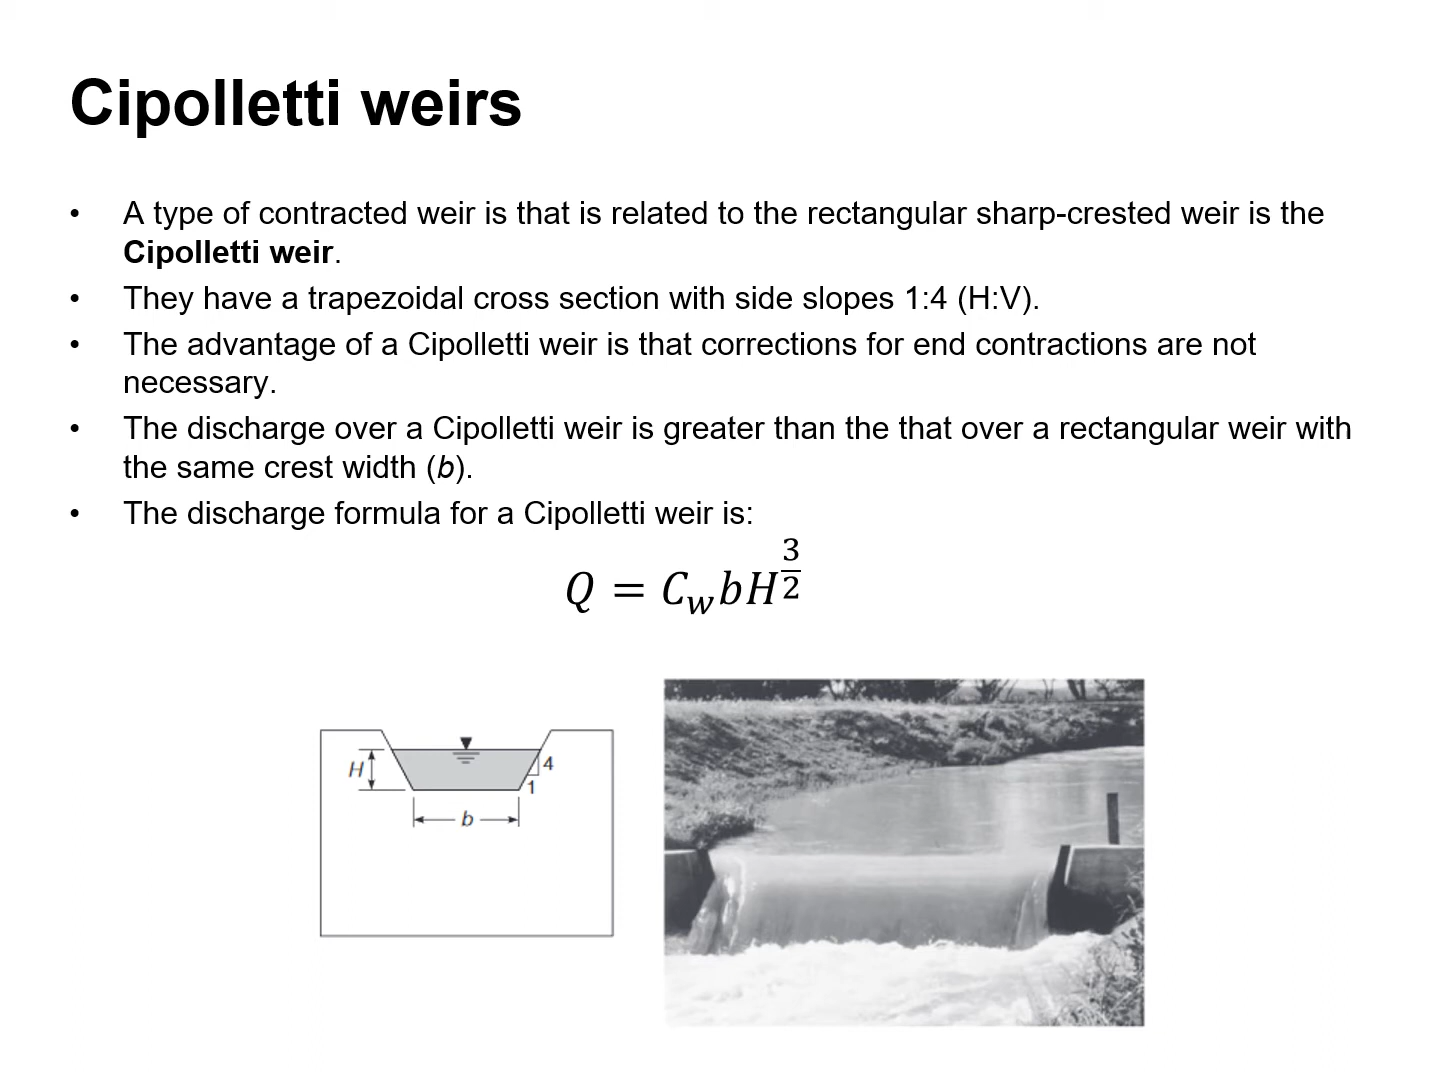 Cipolletti weirs
• A type of contracted weir is that is related to the rectangular sharp-crested weir is the
Cipolletti weir.
• They have a trapezoidal cross section with side slopes 1:4 (H:V).
• The advantage of a Cipolletti weir is that corrections for end contractions are not
necessary.
• The discharge over a Cipolletti weir is greater than the that over a rectangular weir with
the same crest width (b).
• The discharge formula for a Cipolletti weir is:
Q = C_w b H^{3/2}
H
4
1
b